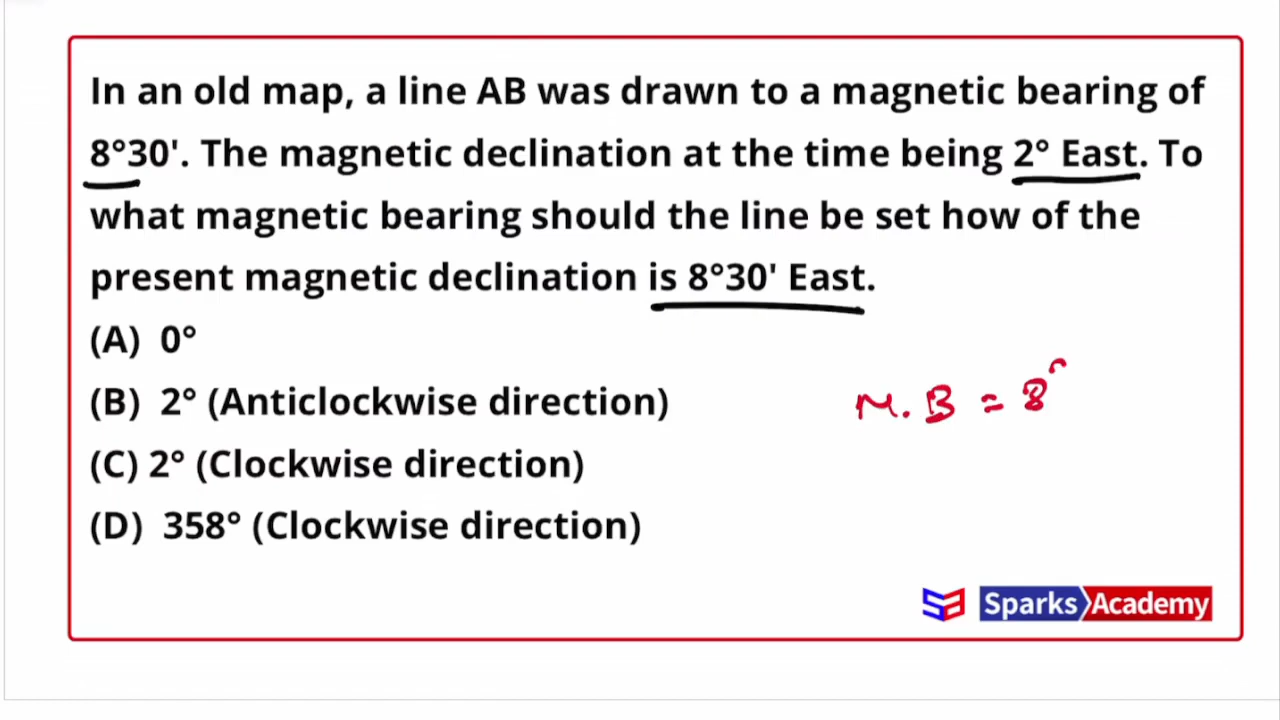 In an old map, a line AB was drawn to a magnetic bearing of
8°30'. The magnetic declination at the time being 2° East. To
what magnetic bearing should the line be set how of the
present magnetic declination is 8°30' East.
(A) 0°
(B) 2° (Anticlockwise direction)
M.B = 8°
(C) 2° (Clockwise direction)
(D) 358° (Clockwise direction)
Sparks Academy